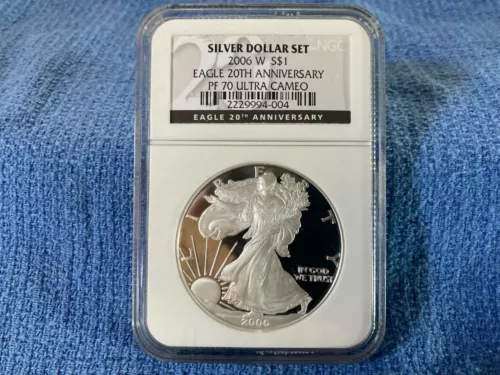 20 NGC
SILVER DOLLAR SET
2006 W S$1
EAGLE 20TH ANNIVERSARY
PF 70 ULTRA CAMEO
2229994-004
EAGLE 20TH ANNIVERSARY
LIBERTY
IN GOD
WE TRUST
2006